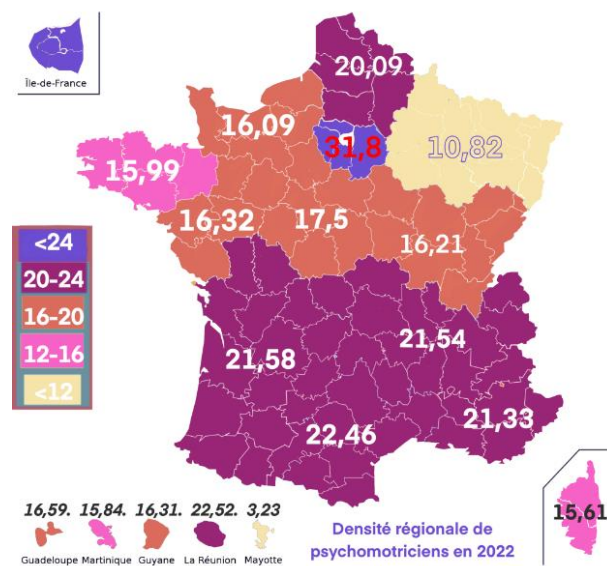 20,09
Île-de-France
16,09
31,8
10,82
15,99
<24
16,32
17,5
16,21
20-24
16-20
12-16
<12
21,58
21,54
21,33
22,46
16,59.
15,84.
16,31.
22,52.
3,23
15,61
Guadeloupe
Martinique
Guyane
La Réunion
Mayotte
Densité régionale de
psychomotriciens en 2022